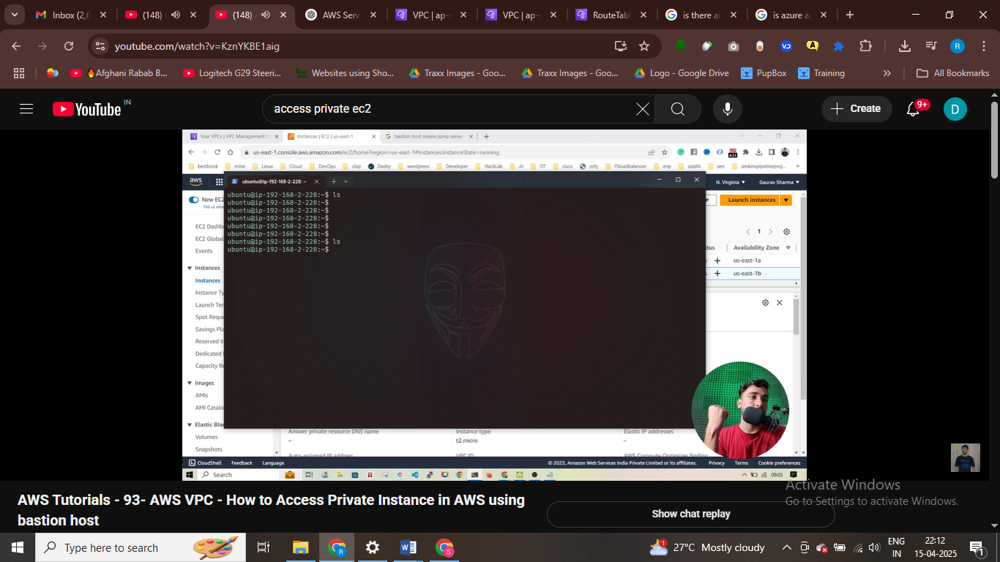 Inbox (2,6
(148)
(148)
AWS Serv
VPC | ap-s
VPC | ap-s
RouteTab
is there a
is azure a
youtube.com/watch?v=KznYKBE1aig
🔥Afghani Rabab B...
Logitech G29 Steeri...
Websites using Sho...
Traxx Images - Goo...
Traxx Images - Goo...
Logo - Google Drive
PupBox
Training
»
All Bookmarks
YouTube IN
access private ec2
Create
9+
D
Your VPCs | VPC Management C
Instances | EC2 | us-east-1
bastion host means jump server
us-east-1.console.aws.amazon.com/ec2/home?region=us-east-1#Instances:instanceState=running
bestbook
mine
Linux
Cloud
DevOps
cliqr
Dashy
wordpress
Developer
HackLab
AI
OT
cisco
osfy
f5loadbalancer
imp
siddhi
seo
Jenkinspipelineproj...
aws
ubuntu@ip-192-168-2-228: ~
N. Virginia
Gaurav Sharma
ubuntu@ip-192-168-2-228:~$ ls
ubuntu@ip-192-168-2-228:~$
ubuntu@ip-192-168-2-228:~$
ubuntu@ip-192-168-2-228:~$
ubuntu@ip-192-168-2-228:~$
ubuntu@ip-192-168-2-228:~$
ubuntu@ip-192-168-2-228:~$ ls
ubuntu@ip-192-168-2-228:~$
New EC2
Tell us wha
Launch instances
EC2 Dashb
EC2 Global
Events
1
Instances
Instances
Instance Ty
Launch Ten
Spot Reque
Savings Pla
Reserved In
Dedicated
Capacity Re
Images
AMIs
AMI Catalo
Elastic Bloc
Volumes
Snapshots
tus
Availability Zone
us-east-1a
us-east-1b
Answer private resource DNS name
–
Auto-assigned IP address
Instance type
t2.micro
VPC ID
Elastic IP addresses
–
AWS Compute Optimizer finding
CloudShell
Feedback
Language
© 2023, Amazon Web Services India Private Limited or its affiliates.
Privacy
Terms
Cookie preferences
Search
09:03
AWS Tutorials - 93- AWS VPC - How to Access Private Instance in AWS using
bastion host
Show chat replay
Activate Windows
Go to Settings to activate Windows.
Type here to search
27°C Mostly cloudy
ENG
IN
22:12
15-04-2025
1